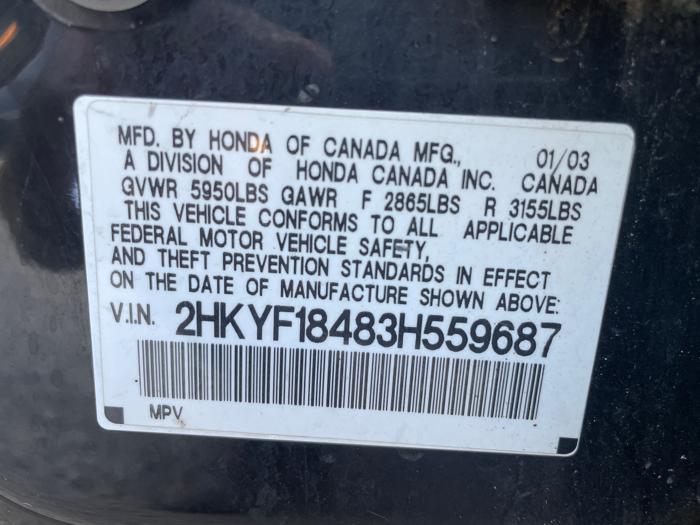 MFD. BY HONDA OF CANADA MFG., 01/03
A DIVISION OF HONDA CANADA INC. CANADA
GVWR 5950LBS GAWR F 2865LBS R 3155LBS
THIS VEHICLE CONFORMS TO ALL APPLICABLE
FEDERAL MOTOR VEHICLE SAFETY,
AND THEFT PREVENTION STANDARDS IN EFFECT
ON THE DATE OF MANUFACTURE SHOWN ABOVE:
V.I.N. 2HKYF18483H559687
MPV